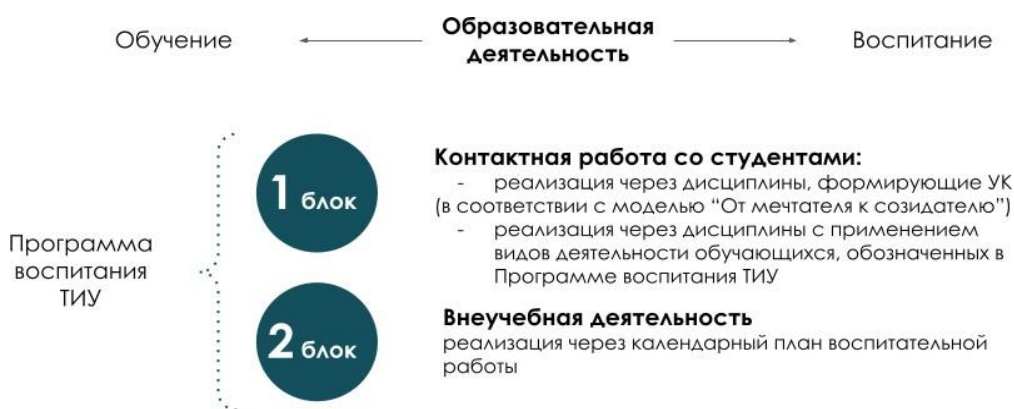 Обучение
Образовательная
деятельность
Воспитание
Программа
воспитания
ТИУ
1 блок
Контактная работа со студентами:
- реализация через дисциплины, формирующие УК
(в соответствии с моделью “От мечтателя к созидателю”)
- реализация через дисциплины с применением
видов деятельности обучающихся, обозначенных в
Программе воспитания ТИУ
2 блок
Внеучебная деятельность
реализация через календарный план воспитательной
работы